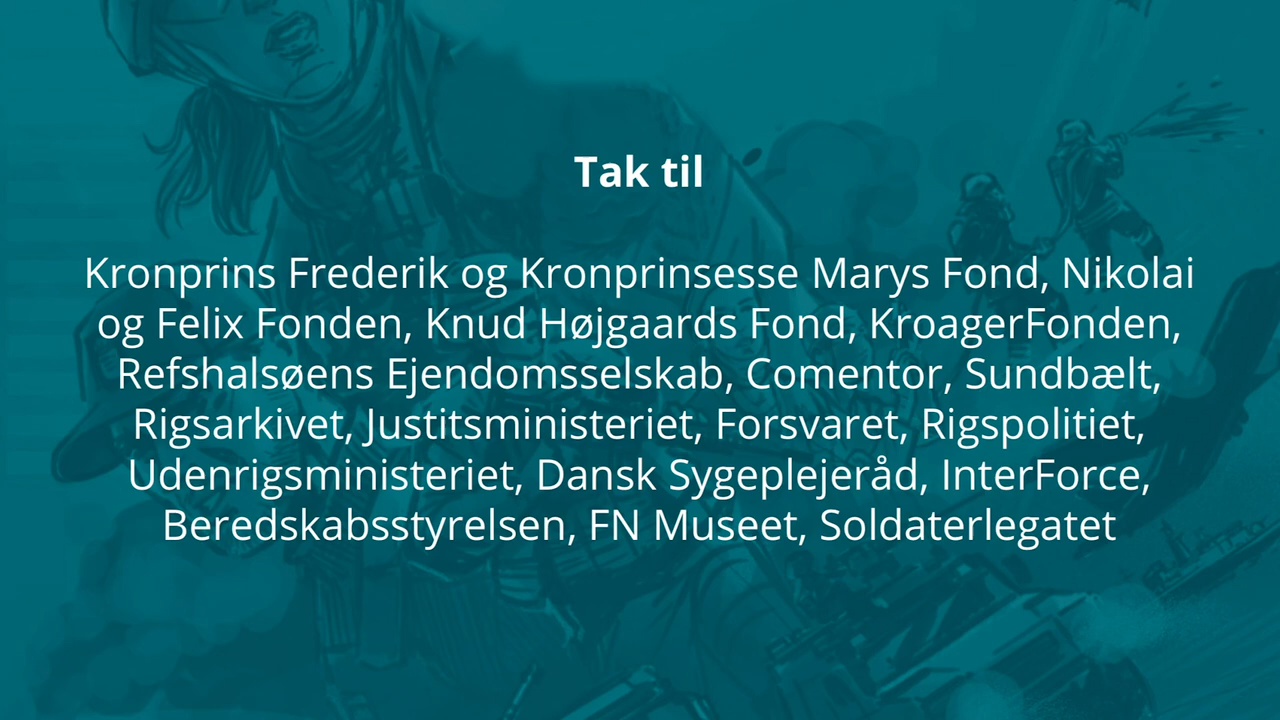 Tak til
Kronprins Frederik og Kronprinsesse Marys Fond, Nikolai
og Felix Fonden, Knud Højgaards Fond, KroagerFonden,
Refshalsøens Ejendomsselskab, Comentor, Sundbælt,
Rigsarkivet, Justitsministeriet, Forsvaret, Rigspolitiet,
Udenrigsministeriet, Dansk Sygeplejeråd, InterForce,
Beredskabsstyrelsen, FN Museet, Soldaterlegatet